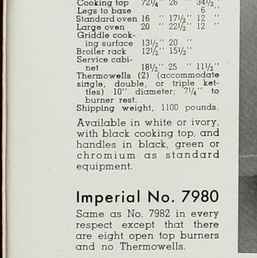 Cooking top 72¼" 26 " 34½"
Legs to base 6 "
Standard oven 16 " 17½" 12 "
Large oven 20 " 22½" 12 "
Griddle cook-
ing surface 13½" 20 "
Broiler rack 12½" 15½"
Service cabi-
net 18½" 25 " 11½"
Thermowells (2) (accommodate
single, double, or triple ket-
tles) 10" diameter; 7¼" to
burner rest.
Shipping weight, 1100 pounds.
Available in white or ivory,
with black cooking top, and
handles in black, green or
chromium as standard
equipment.
Imperial No. 7980
Same as No. 7982 in every
respect except that there
are eight open top burners
and no Thermowells.